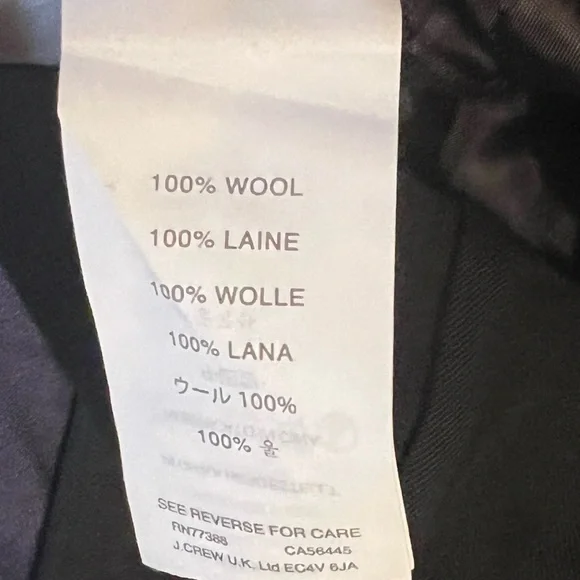 100% WOOL
100% LAINE
100% WOLLE
100% LANA
ウール 100%
100% 울
SEE REVERSE FOR CARE
RN77388 CA56445
J.CREW U.K. Ltd EC4V 6JA